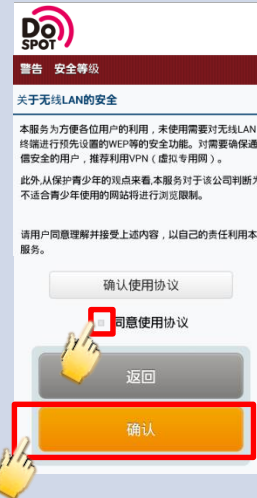 Do
SPOT
警告 安全等级
关于无线LAN的安全
本服务为方便各位用户的利用，未使用需要对无线LAN
终端进行预先设置的WEP等的安全功能。对需要确保通
信安全的用户，推荐利用VPN（虚拟专用网）。
此外,从保护青少年的观点来看,本服务对于该公司判断为
不适合青少年使用的网站将进行浏览限制。
请用户同意理解并接受上述内容，以自己的责任利用本
服务。
确认使用协议
同意使用协议
返回
确认